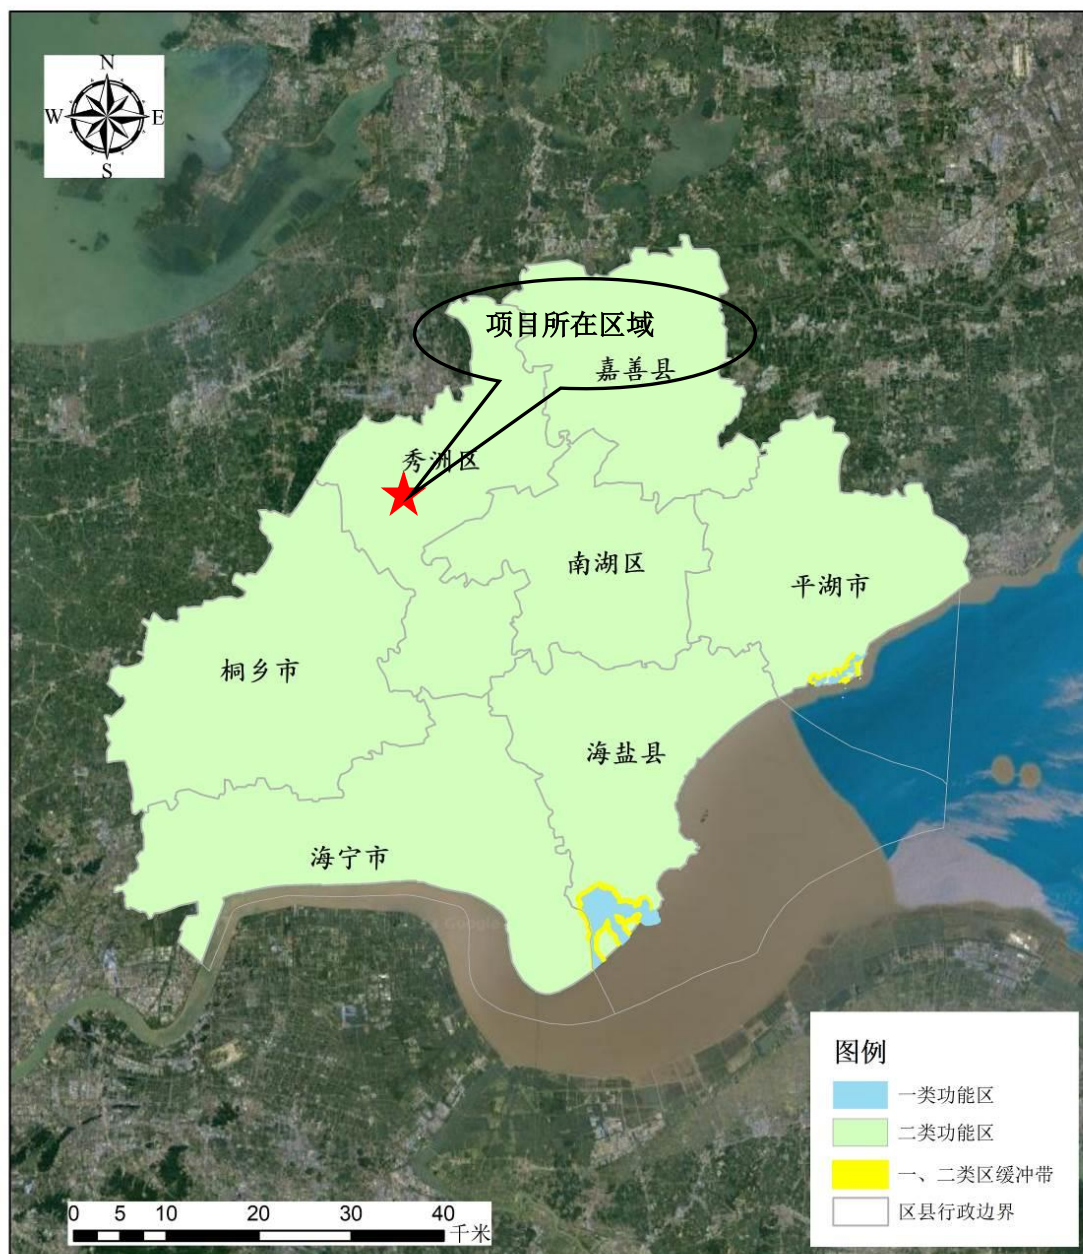 N
W
E
S
项目所在区域
嘉善县
秀洲区
南湖区
平湖市
桐乡市
海盐县
海宁市
Google
图例
一类功能区
二类功能区
一、二类区缓冲带
区县行政边界
0 5 10 20 30 40
千米